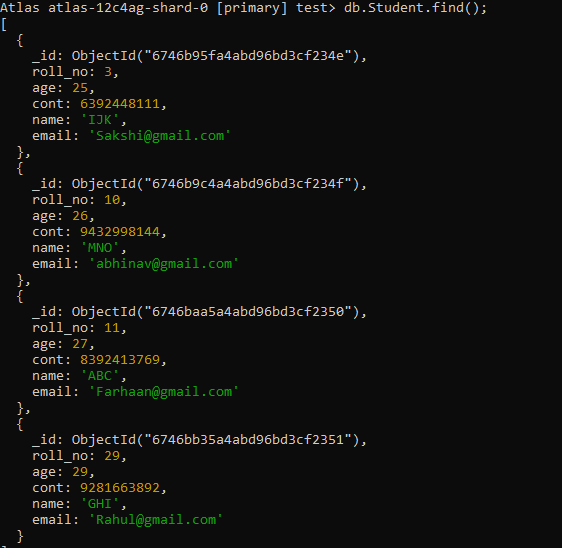 Atlas atlas-12c4ag-shard-0 [primary] test> db.Student.find();
[
  {
    _id: ObjectId("6746b95fa4abd96bd3cf234e"),
    roll_no: 3,
    age: 25,
    cont: 6392448111,
    name: 'IJK',
    email: 'Sakshi@gmail.com'
  },
  {
    _id: ObjectId("6746b9c4a4abd96bd3cf234f"),
    roll_no: 10,
    age: 26,
    cont: 9432998144,
    name: 'MNO',
    email: 'abhinav@gmail.com'
  },
  {
    _id: ObjectId("6746baa5a4abd96bd3cf2350"),
    roll_no: 11,
    age: 27,
    cont: 8392413769,
    name: 'ABC',
    email: 'Farhaan@gmail.com'
  },
  {
    _id: ObjectId("6746bb35a4abd96bd3cf2351"),
    roll_no: 29,
    age: 29,
    cont: 9281663892,
    name: 'GHI',
    email: 'Rahul@gmail.com'
  }